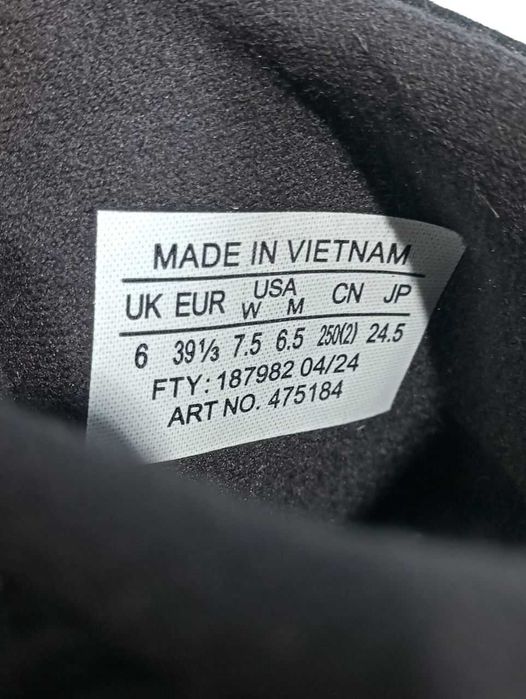 MADE IN VIETNAM
UK EUR USA W M CN JP
6 39⅓ 7.5 6.5 250(2) 24.5
FTY: 187982 04/24
ART NO. 475184